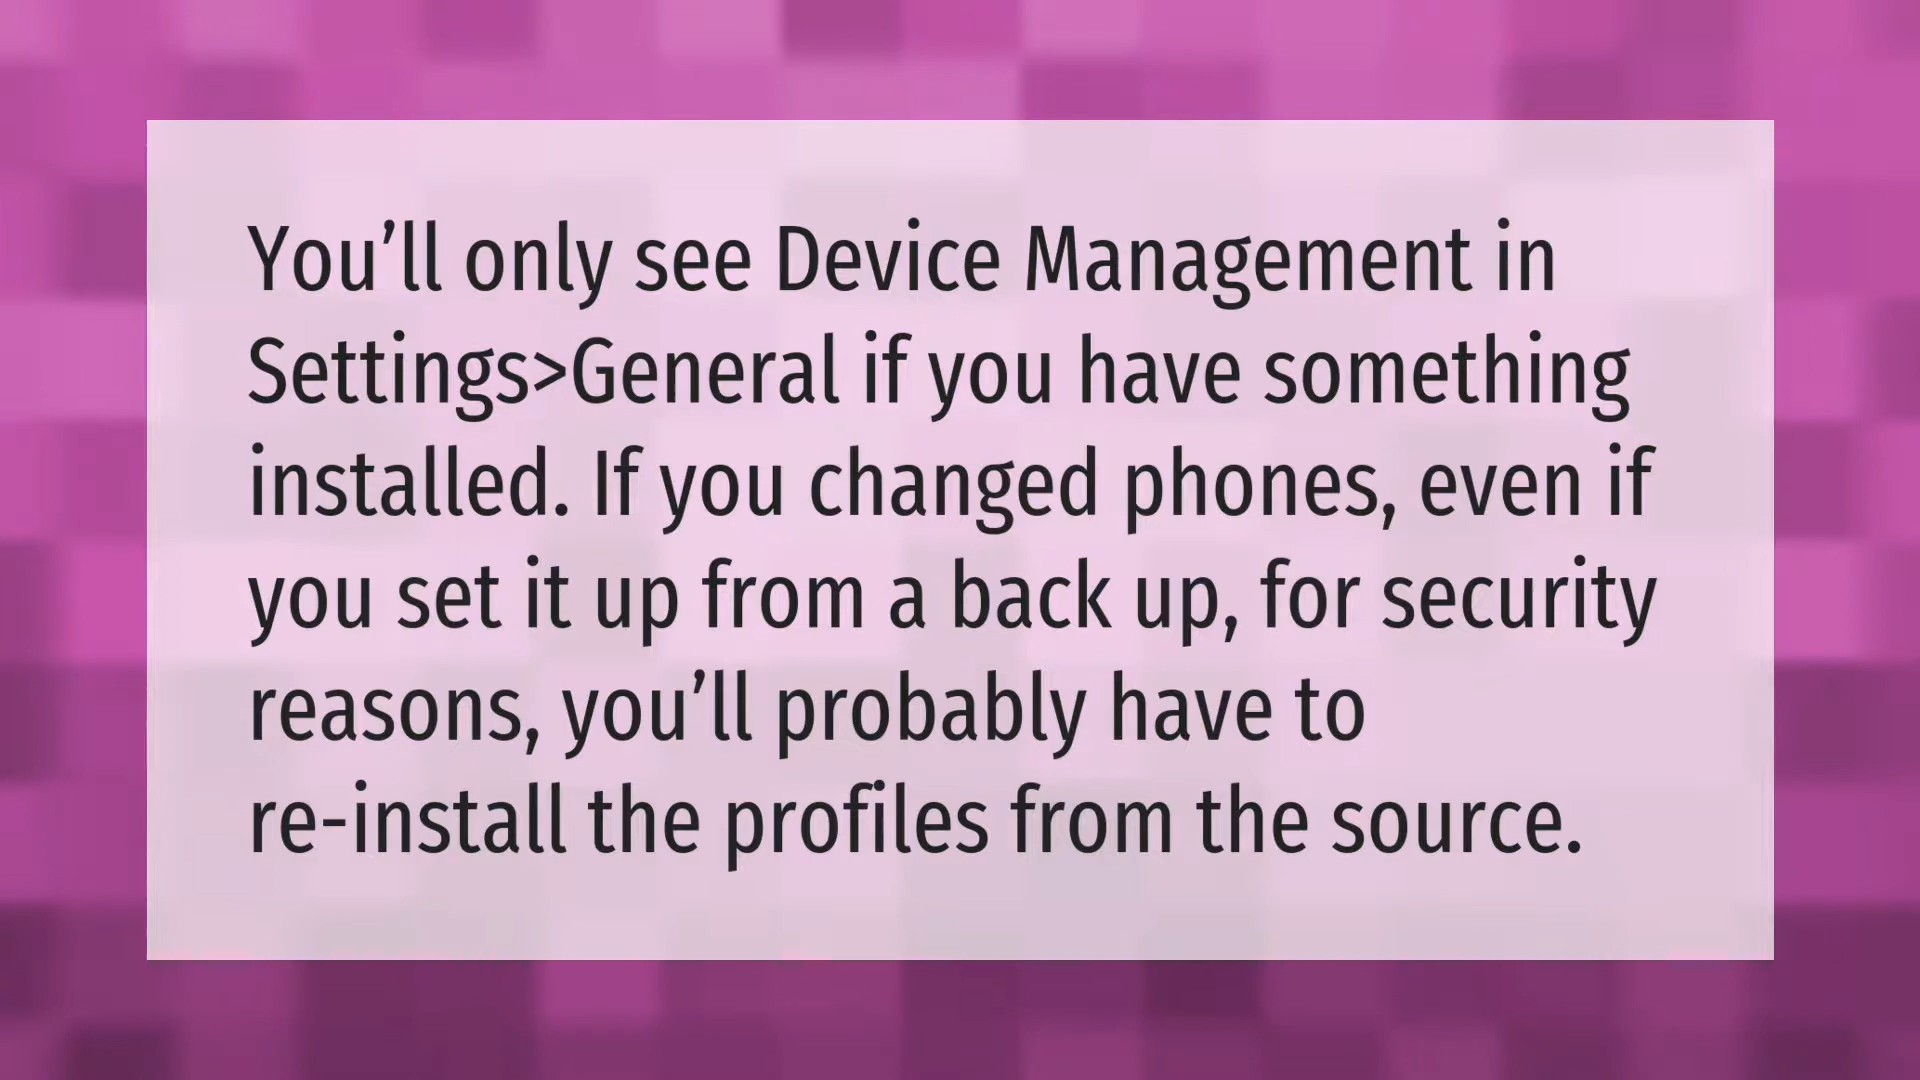 You’ll only see Device Management in
Settings>General if you have something
installed. If you changed phones, even if
you set it up from a back up, for security
reasons, you’ll probably have to
re-install the profiles from the source.